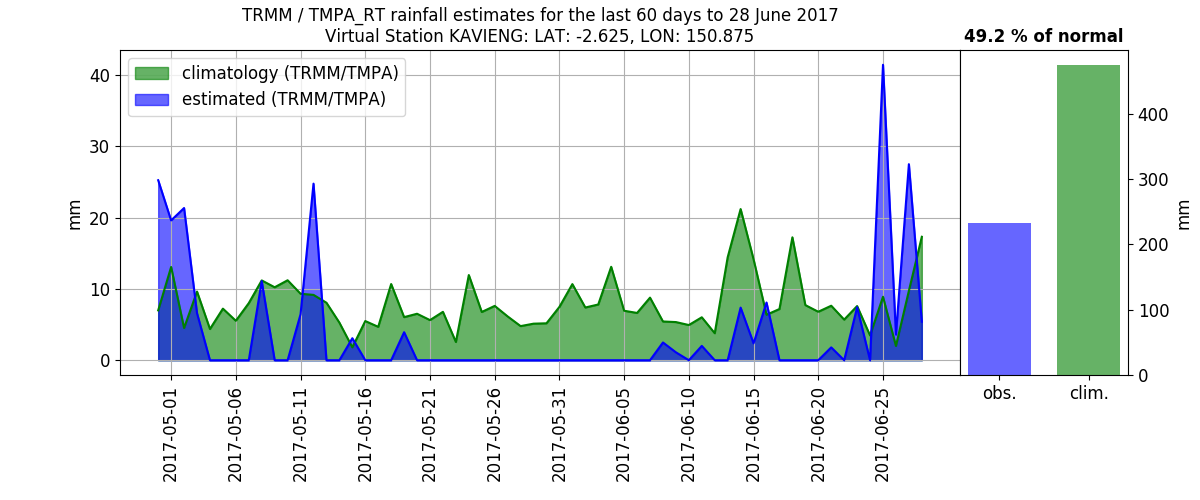 TRMM / TMPA_RT rainfall estimates for the last 60 days to 28 June 2017
Virtual Station KAVIENG: LAT: -2.625, LON: 150.875
49.2 % of normal
climatology (TRMM/TMPA)
estimated (TRMM/TMPA)
mm
40
30
20
10
0
2017-05-01
2017-05-06
2017-05-11
2017-05-16
2017-05-21
2017-05-26
2017-05-31
2017-06-05
2017-06-10
2017-06-15
2017-06-20
2017-06-25
obs.
clim.
400
300
200
100
0
mm